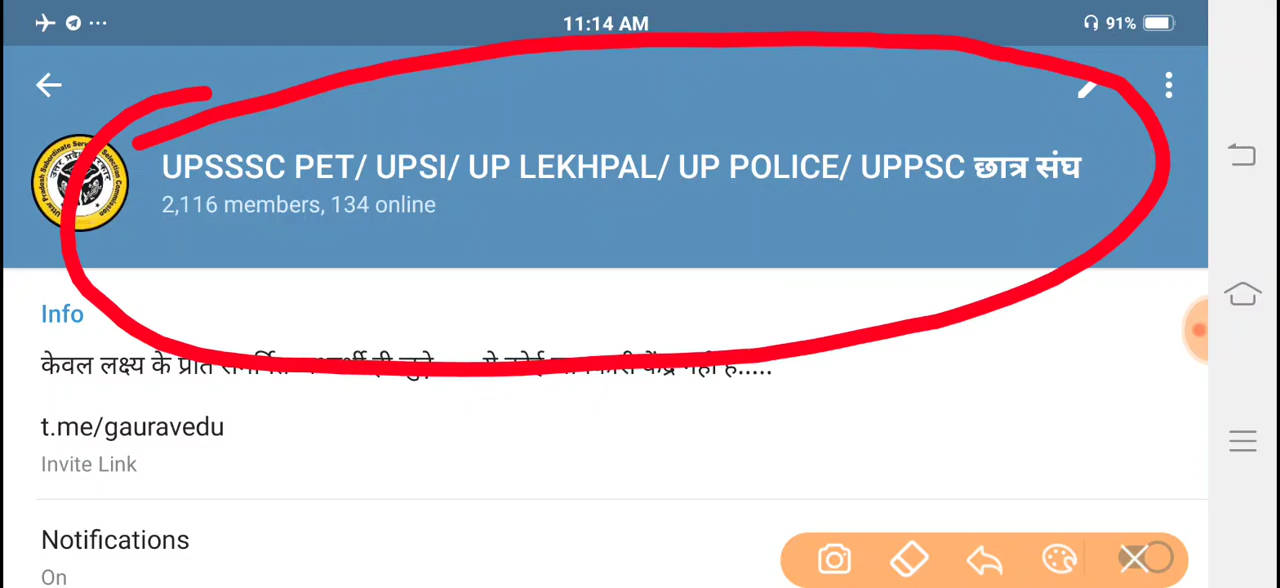 11:14 AM
91%
UPSSSC PET/ UPSI/ UP LEKHPAL/ UP POLICE/ UPPSC छात्र संघ
2,116 members, 134 online
Info
केवल लक्ष्य के प्रति ही जुड़े ये कोई केंद्र नहीं है.....
t.me/gauravedu
Invite Link
Notifications
On